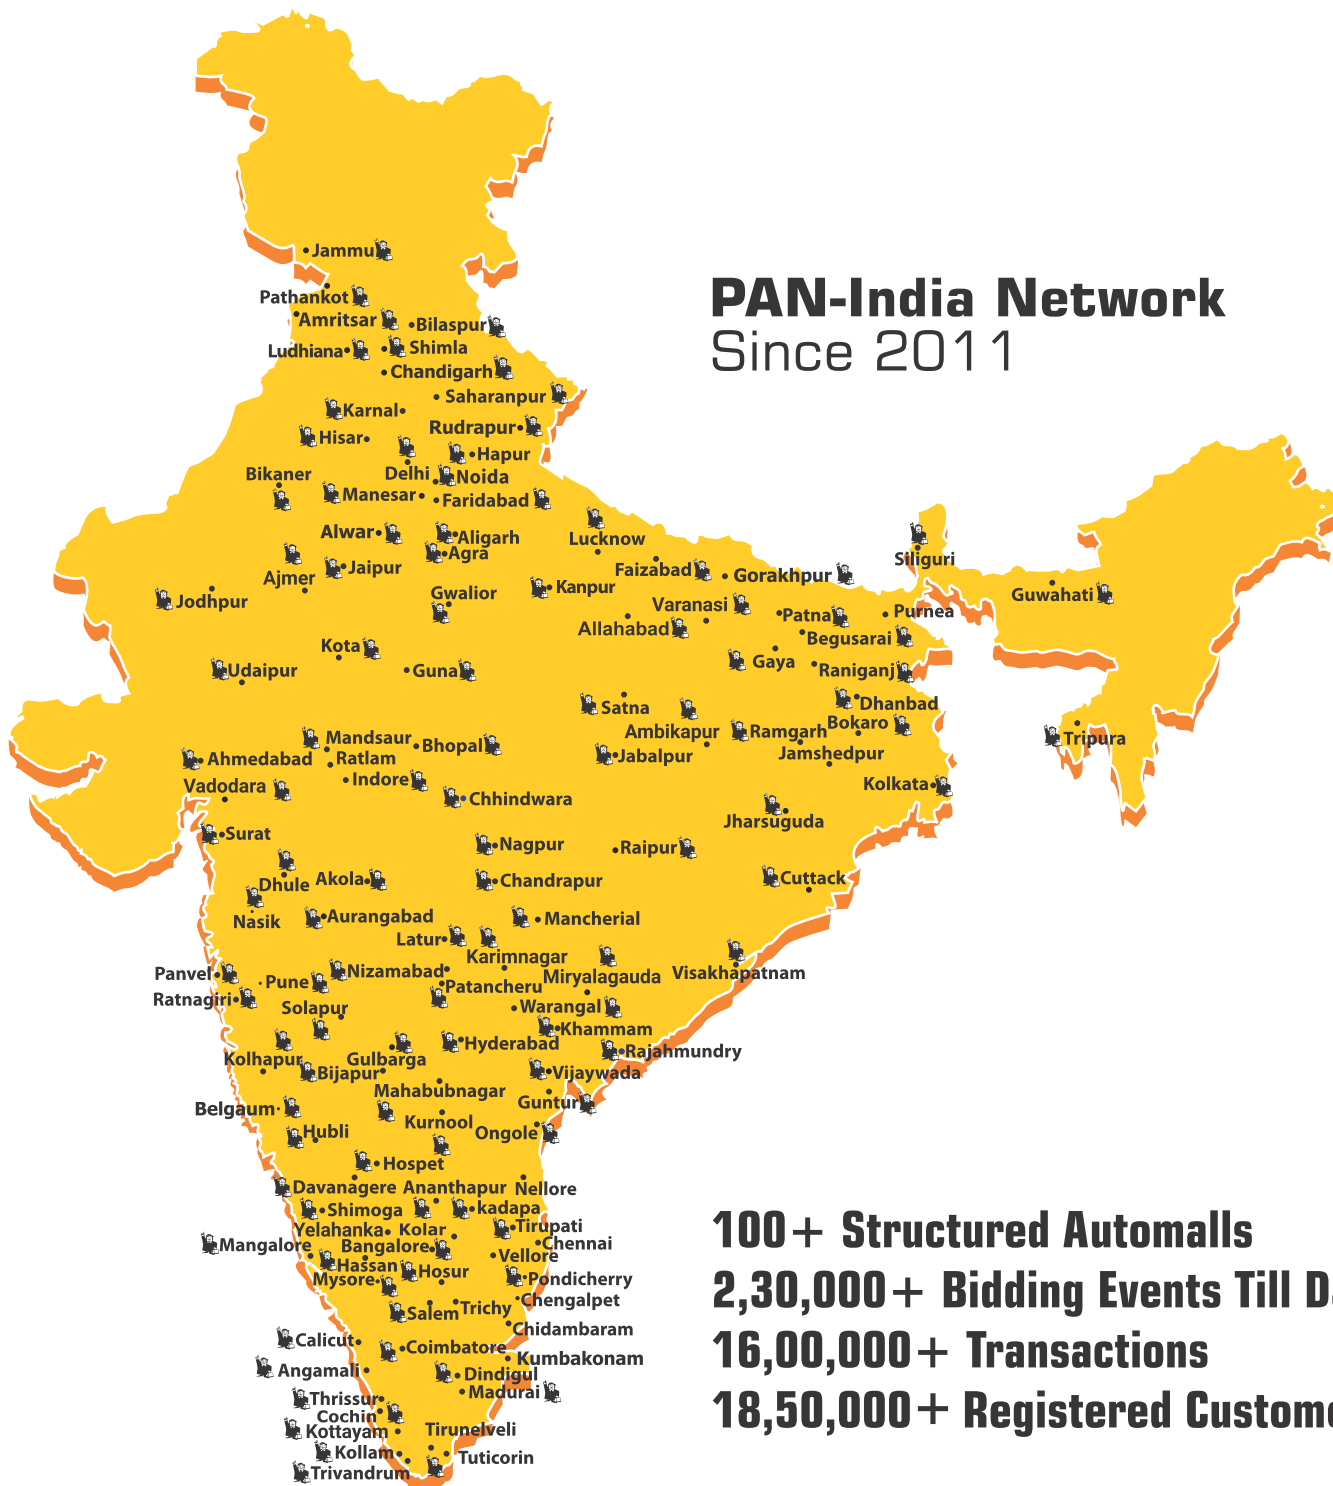 Jammu
Pathankot
Amritsar
Bilaspur
Ludhiana
Shimla
Chandigarh
Saharanpur
Karnal
Rudrapur
Hisar
Hapur
Delhi
Noida
Bikaner
Manesar
Faridabad
Alwar
Aligarh
Lucknow
Agra
Siliguri
Jaipur
Ajmer
Faizabad
Gorakhpur
Kanpur
Gwalior
Guwahati
Jodhpur
Varanasi
Patna
Purnea
Allahabad
Begusarai
Kota
Gaya
Udaipur
Guna
Raniganj
Satna
Dhanbad
Ambikapur
Ramgarh
Bokaro
Mandsaur
Bhopal
Tripura
Ahmedabad
Ratlam
Jabalpur
Jamshedpur
Indore
Vadodara
Kolkata
Chhindwara
Jharsuguda
Surat
Nagpur
Raipur
Dhule
Akola
Chandrapur
Cuttack
Nasik
Aurangabad
Mancherial
Latur
Karimnagar
Panvel
Nizamabad
Miryalagauda
Visakhapatnam
Pune
Patancheru
Ratnagiri
Solapur
Warangal
Khammam
Hyderabad
Rajahmundry
Kolhapur
Gulbarga
Bijapur
Vijaywada
Mahabubnagar
Guntur
Belgaum
Kurnool
Hubli
Ongole
Hospet
Davanagere
Ananthapur
Nellore
Shimoga
kadapa
Yelahanka
Kolar
Tirupati
Mangalore
Bangalore
Chennai
Vellore
Hassan
Hosur
Mysore
Pondicherry
Chengalpet
Salem
Trichy
Chidambaram
Calicut
Coimbatore
Kumbakonam
Angamali
Dindigul
Madurai
Thrissur
Cochin
Kottayam
Tirunelveli
Kollam
Tuticorin
Trivandrum
PAN-India Network
Since 2011
100+ Structured Automalls
2,30,000+ Bidding Events Till D
16,00,000+ Transactions
18,50,000+ Registered Custome